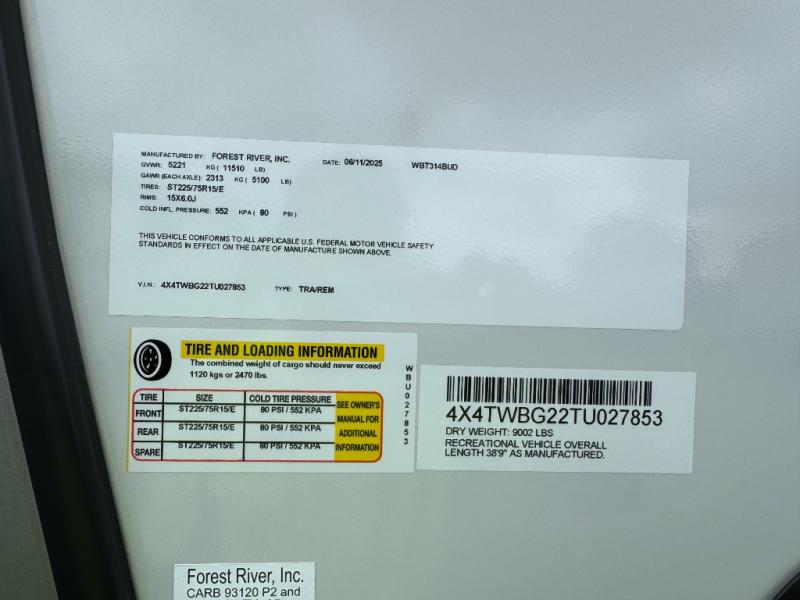 MANUFACTURED BY: FOREST RIVER, INC. DATE: 06/11/2025 WBT314BUD
GVWR: 5221 KG ( 11510 LB)
GAWR (EACH AXLE): 2313 KG ( 5100 LB)
TIRES: ST225/75R15/E
RIMS: 15X6.0J
COLD INFL. PRESSURE: 552 KPA ( 80 PSI )
THIS VEHICLE CONFORMS TO ALL APPLICABLE U.S. FEDERAL MOTOR VEHICLE SAFETY
STANDARDS IN EFFECT ON THE DATE OF MANUFACTURE SHOWN ABOVE.
V.I.N.: 4X4TWBG22TU027853 TYPE: TRA/REM
TIRE AND LOADING INFORMATION
The combined weight of cargo should never exceed
1120 kgs or 2470 lbs.
TIRE SIZE COLD TIRE PRESSURE
FRONT ST225/75R15/E 80 PSI / 552 KPA
REAR ST225/75R15/E 80 PSI / 552 KPA
SPARE ST225/75R15/E 80 PSI / 552 KPA
SEE OWNER'S
MANUAL FOR
ADDITIONAL
INFORMATION
WBU027853
4X4TWBG22TU027853
DRY WEIGHT: 9002 LBS
RECREATIONAL VEHICLE OVERALL
LENGTH 38'9" AS MANUFACTURED.
Forest River, Inc.
CARB 93120 P2 and